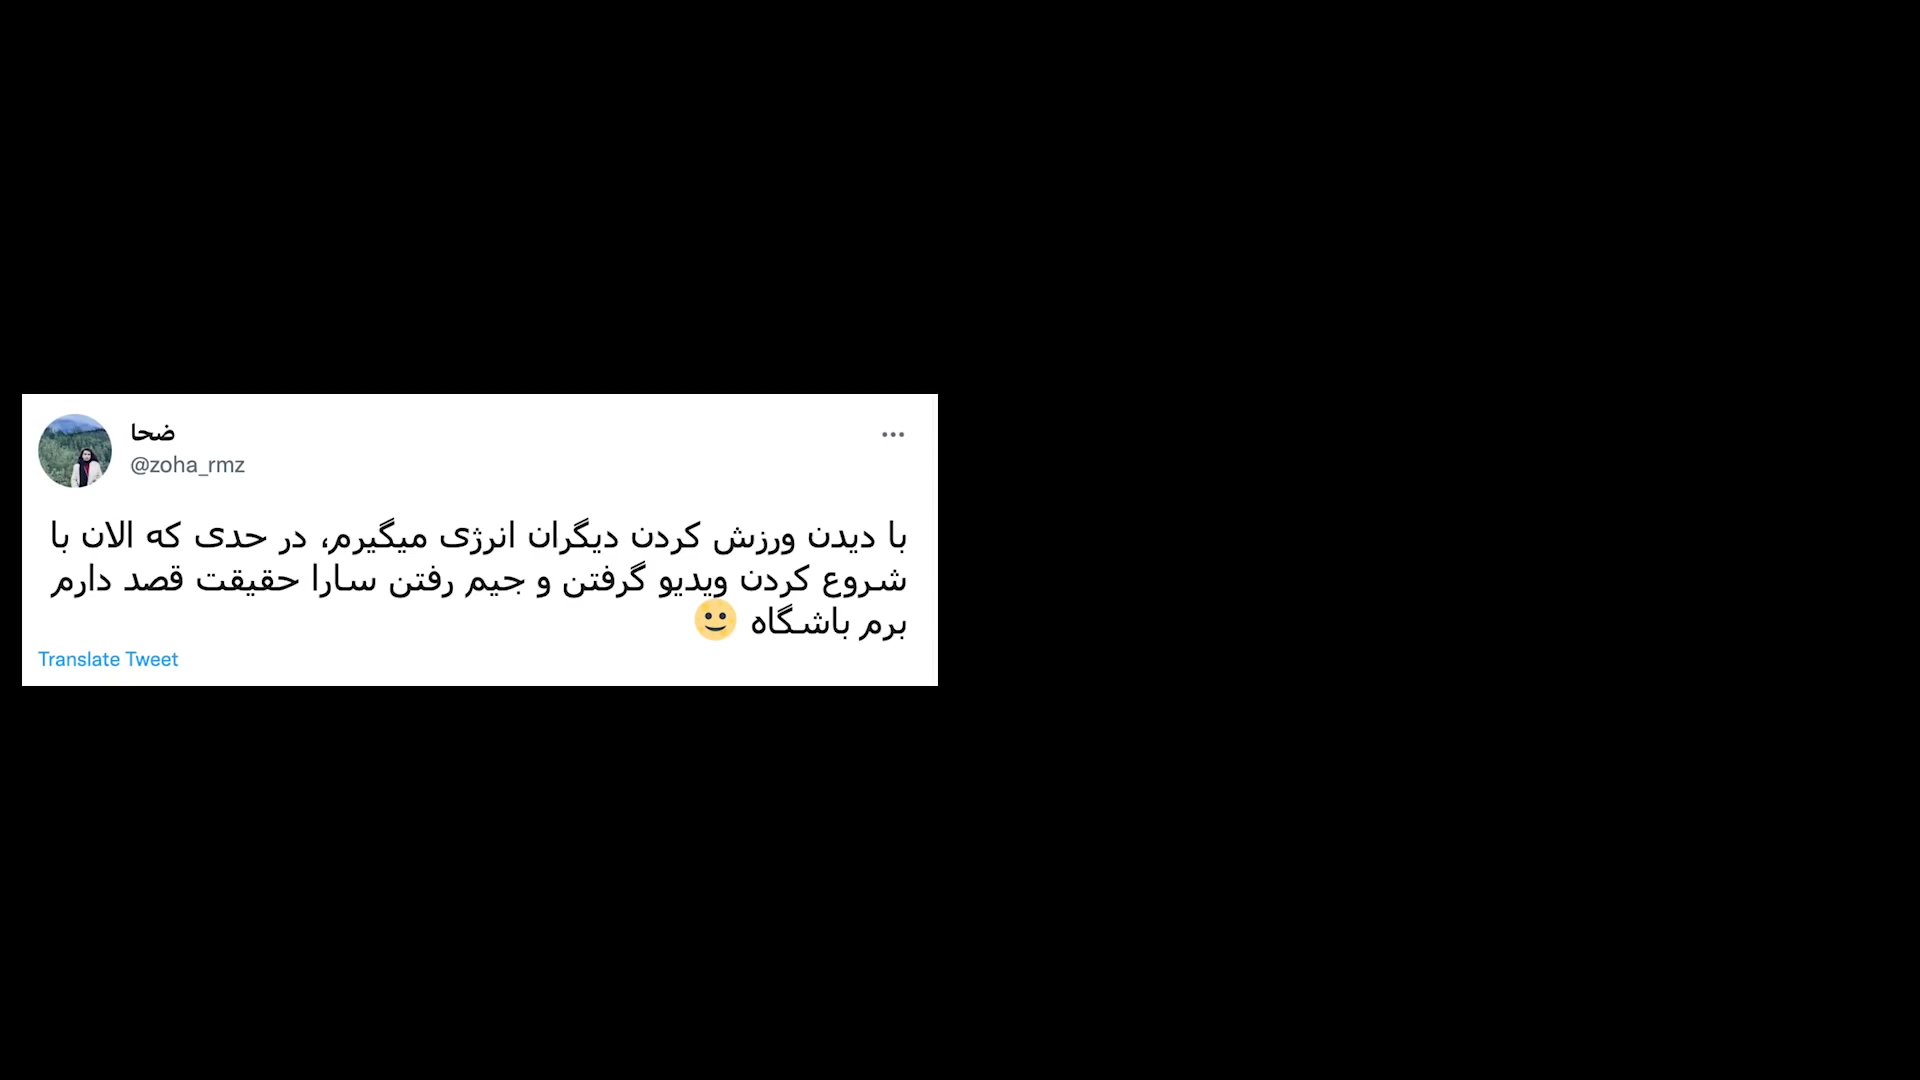 ضحا
@zoha_rmz
با دیدن ورزش کردن دیگران انرژی میگیرم، در حدی که الان با
شروع کردن ویدیو گرفتن و جیم رفتن سارا حقیقت قصد دارم
برم باشگاه 🙂
Translate Tweet